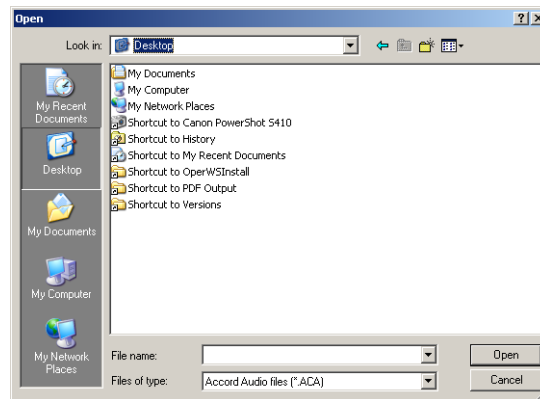 Open
Look in:
Desktop
My Recent
Documents
Desktop
My Documents
My Computer
My Network
Places
My Documents
My Computer
My Network Places
Shortcut to Canon PowerShot S410
Shortcut to History
Shortcut to My Recent Documents
Shortcut to OperWSInstall
Shortcut to PDF Output
Shortcut to Versions
File name:
Open
Files of type:
Accord Audio files (*.ACA)
Cancel